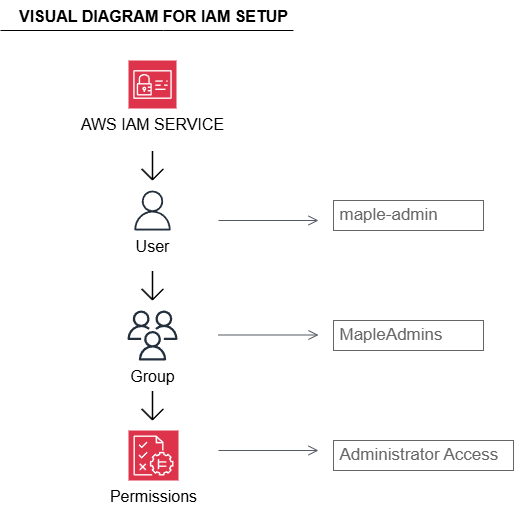 VISUAL DIAGRAM FOR IAM SETUP
AWS IAM SERVICE
User
maple-admin
Group
MapleAdmins
Permissions
Administrator Access